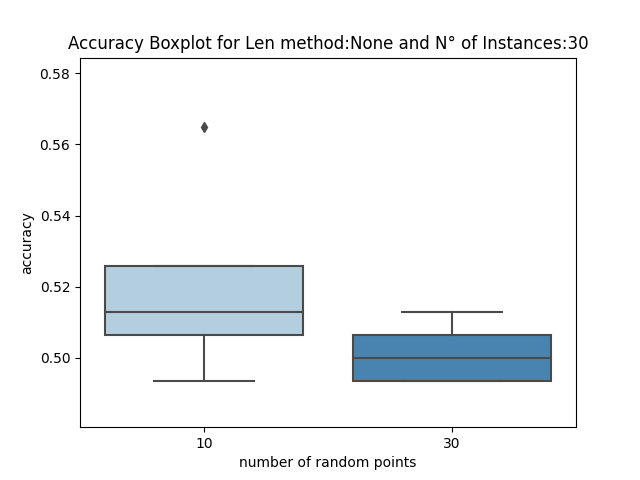 Accuracy Boxplot for Len method:None and N° of Instances:30
0.58
0.56
0.54
0.52
0.50
accuracy
10
30
number of random points